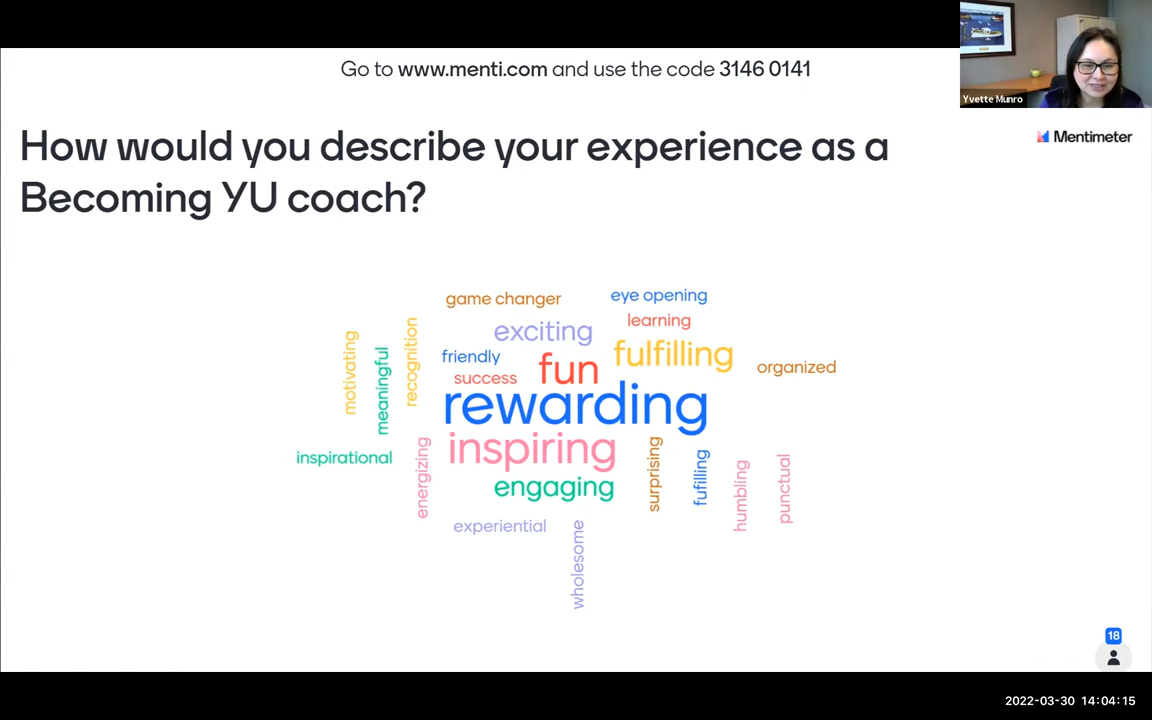 Go to www.menti.com and use the code 3146 0141
Yvette Munro
Mentimeter
How would you describe your experience as a
Becoming YU coach?
game changer
eye opening
exciting
learning
motivating
meaningful
recognition
friendly
fun
fulfilling
success
organized
rewarding
inspiring
inspirational
energizing
engaging
surprising
fufilling
humbling
punctual
experiential
wholesome
18
2022-03-30 14:04:15